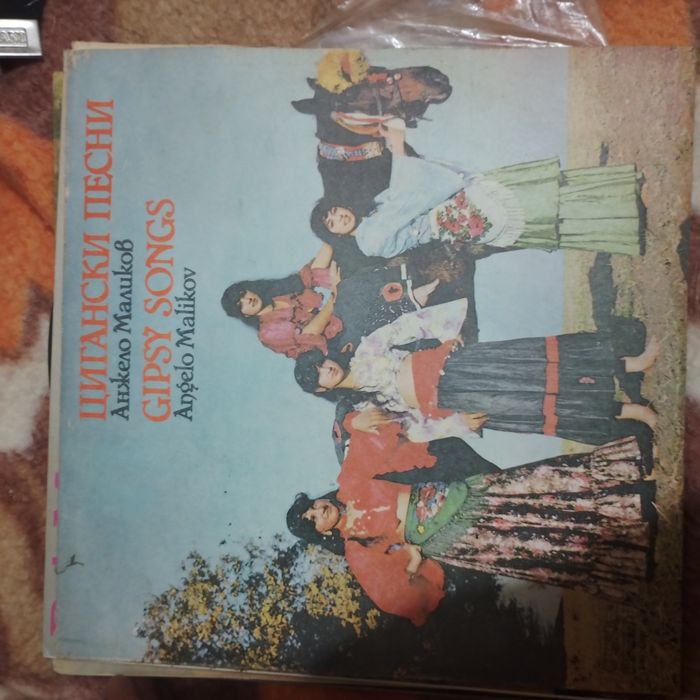 ЦИГАНСКИ ПЕСНИ
Анжело Маликов
GIPSY SONGS
Angelo Malikov